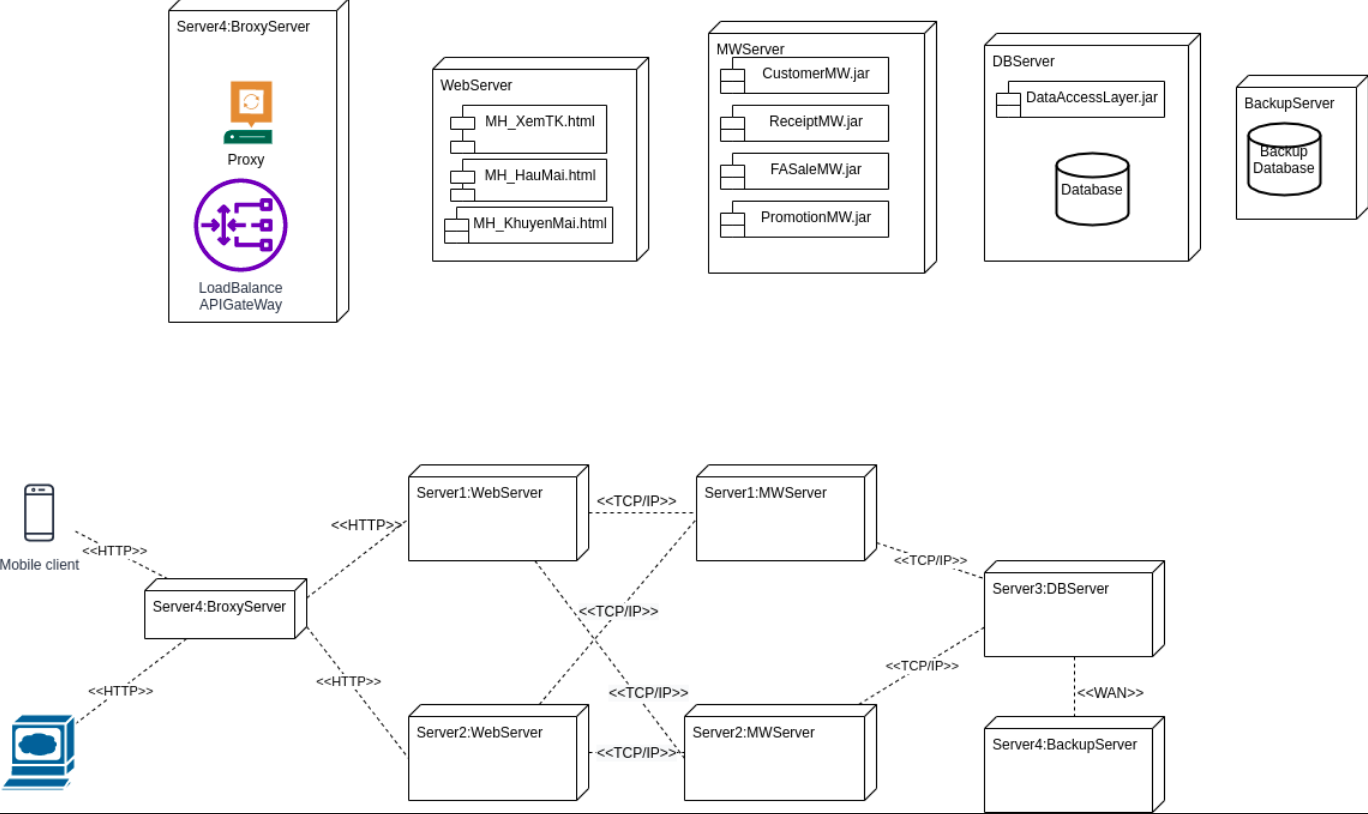 Server4:BroxyServer
Proxy
LoadBalance
APIGateWay
WebServer
MH_XemTK.html
MH_HauMai.html
MH_KhuyenMai.html
MWServer
CustomerMW.jar
ReceiptMW.jar
FASaleMW.jar
PromotionMW.jar
DBServer
DataAccessLayer.jar
Database
BackupServer
Backup
Database
Mobile client
<<HTTP>>
<<HTTP>>
Server4:BroxyServer
<<HTTP>>
<<HTTP>>
Server1:WebServer
Server2:WebServer
<<TCP/IP>>
<<TCP/IP>>
<<TCP/IP>>
<<TCP/IP>>
Server1:MWServer
Server2:MWServer
<<TCP/IP>>
<<TCP/IP>>
Server3:DBServer
<<WAN>>
Server4:BackupServer